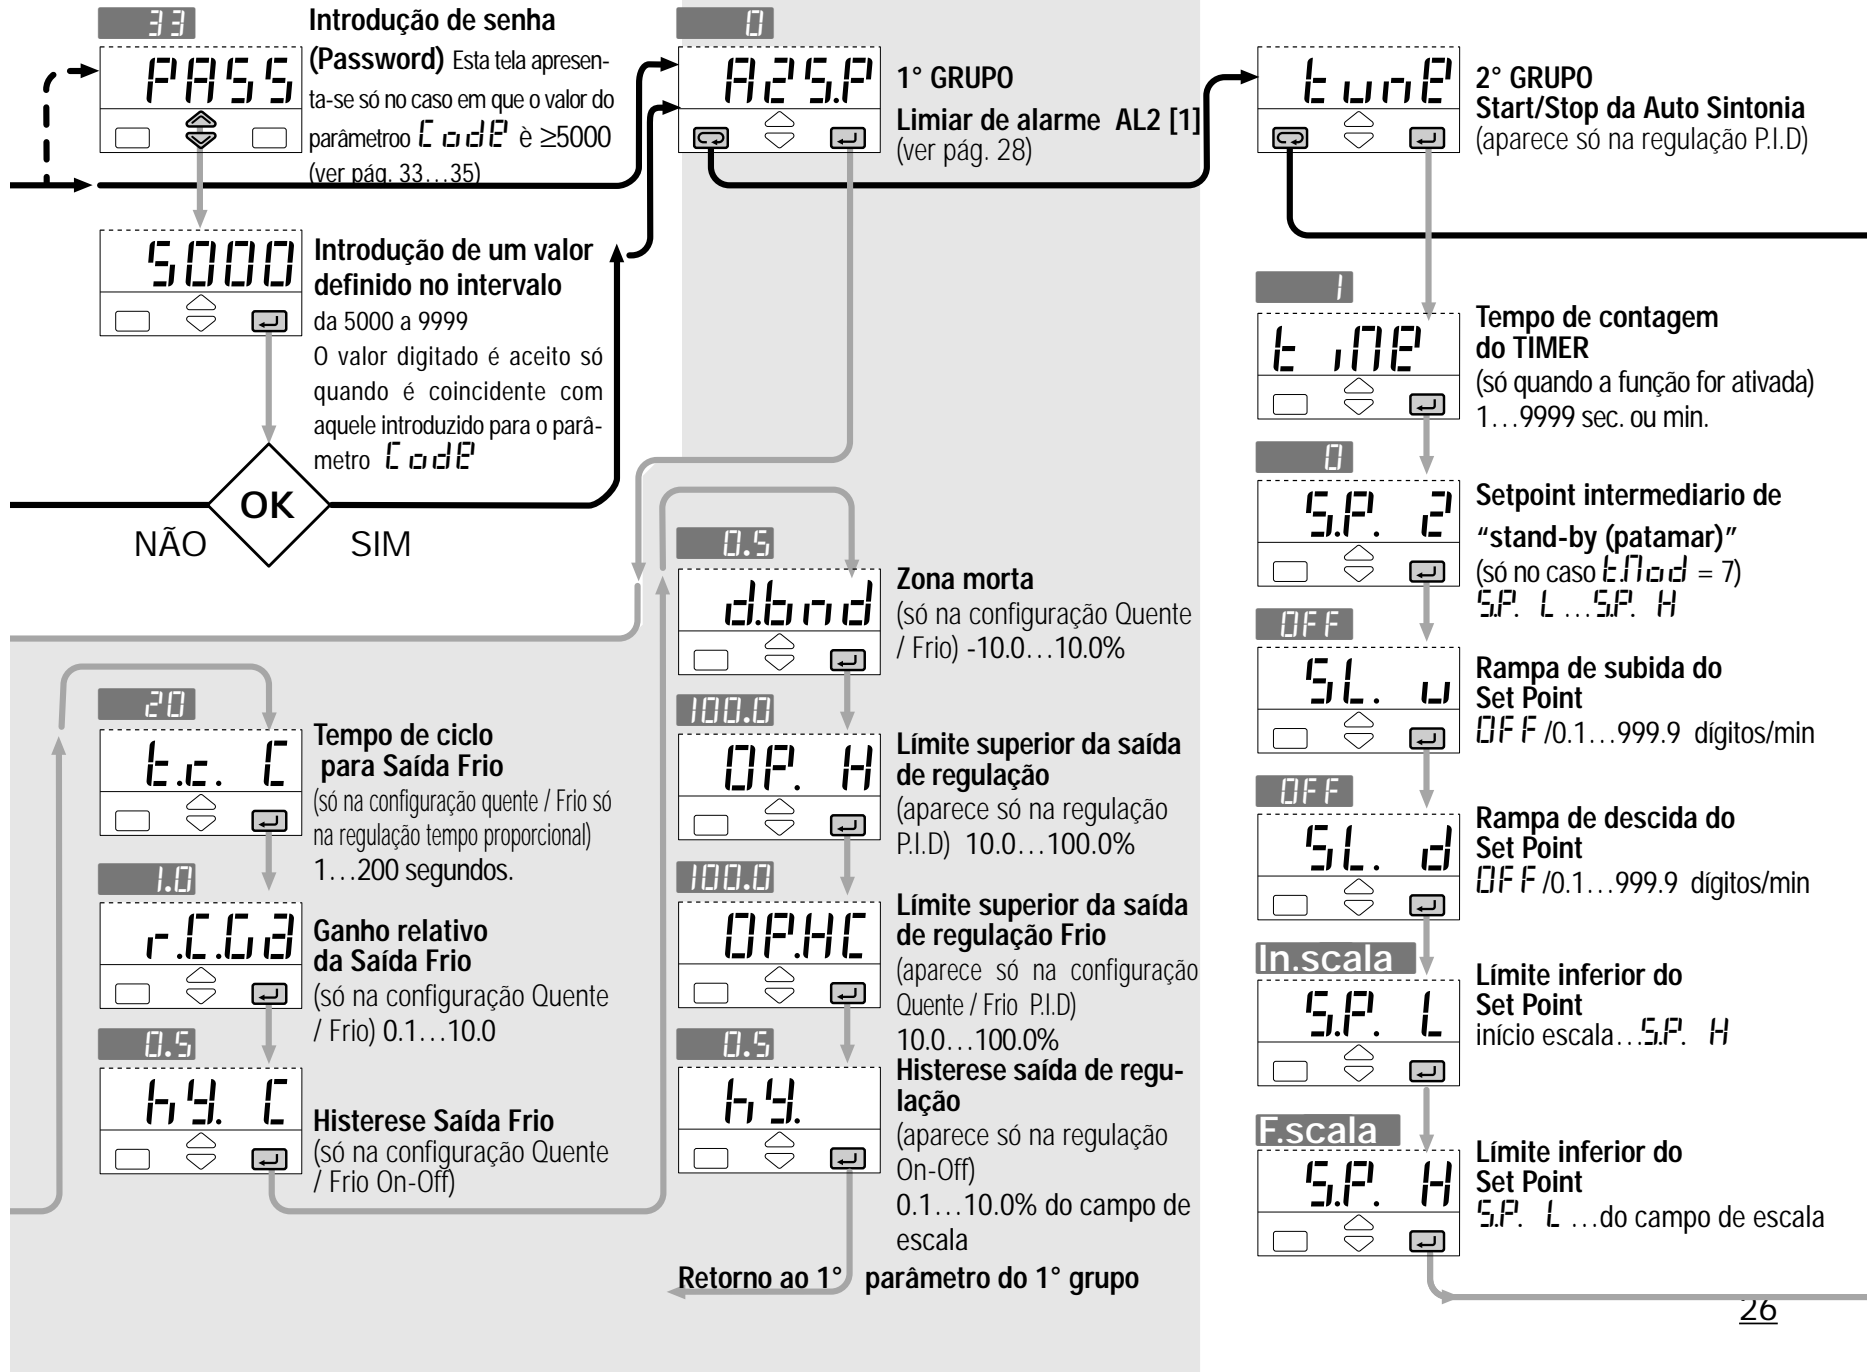 33
PASS
Introdução de senha
(Password) Esta tela apresen-
ta-se só no caso em que o valor do
parâmetroo CodE è ≥5000
(ver pág. 33…35)
5000
Introdução de um valor
definido no intervalo
da 5000 a 9999
O valor digitado é aceito só
quando é coincidente com
aquele introduzido para o parâ-
metro CodE
OK
NÃO
SIM
20
t.c. C
Tempo de ciclo
para Saída Frio
(só na configuração quente / Frio só
na regulação tempo proporcional)
1…200 segundos.
1.0
r.C.Ga
Ganho relativo
da Saída Frio
(só na configuração Quente
/ Frio) 0.1…10.0
0.5
hy. C
Histerese Saída Frio
(só na configuração Quente
/ Frio On-Off)
0
A2S.P
1° GRUPO
Limiar de alarme AL2 [1]
(ver pág. 28)
0.5
d.bnd
Zona morta
(só na configuração Quente
/ Frio) -10.0…10.0%
100.0
OP. H
Límite superior da saída
de regulação
(aparece só na regulação
P.I.D) 10.0…100.0%
100.0
OP.HC
Límite superior da saída
de regulação Frio
(aparece só na configuração
Quente / Frio P.I.D)
10.0…100.0%
0.5
hy.
Histerese saída de regu-
lação
(aparece só na regulação
On-Off)
0.1…10.0% do campo de
escala
Retorno ao 1° parâmetro do 1° grupo
tunE
2° GRUPO
Start/Stop da Auto Sintonia
(aparece só na regulação P.I.D)
1
timE
Tempo de contagem
do TIMER
(só quando a função for ativada)
1…9999 sec. ou min.
0
S.P. 2
Setpoint intermediario de
“stand-by (patamar)”
(só no caso t.mod = 7)
S.P. L …S.P. H
OFF
SL. u
Rampa de subida do
Set Point
OFF /0.1…999.9 dígitos/min
OFF
SL. d
Rampa de descida do
Set Point
OFF /0.1…999.9 dígitos/min
In.scala
S.P. L
Límite inferior do
Set Point
início escala…S.P. H
F.scala
S.P. H
Límite inferior do
Set Point
S.P. L …do campo de escala
26